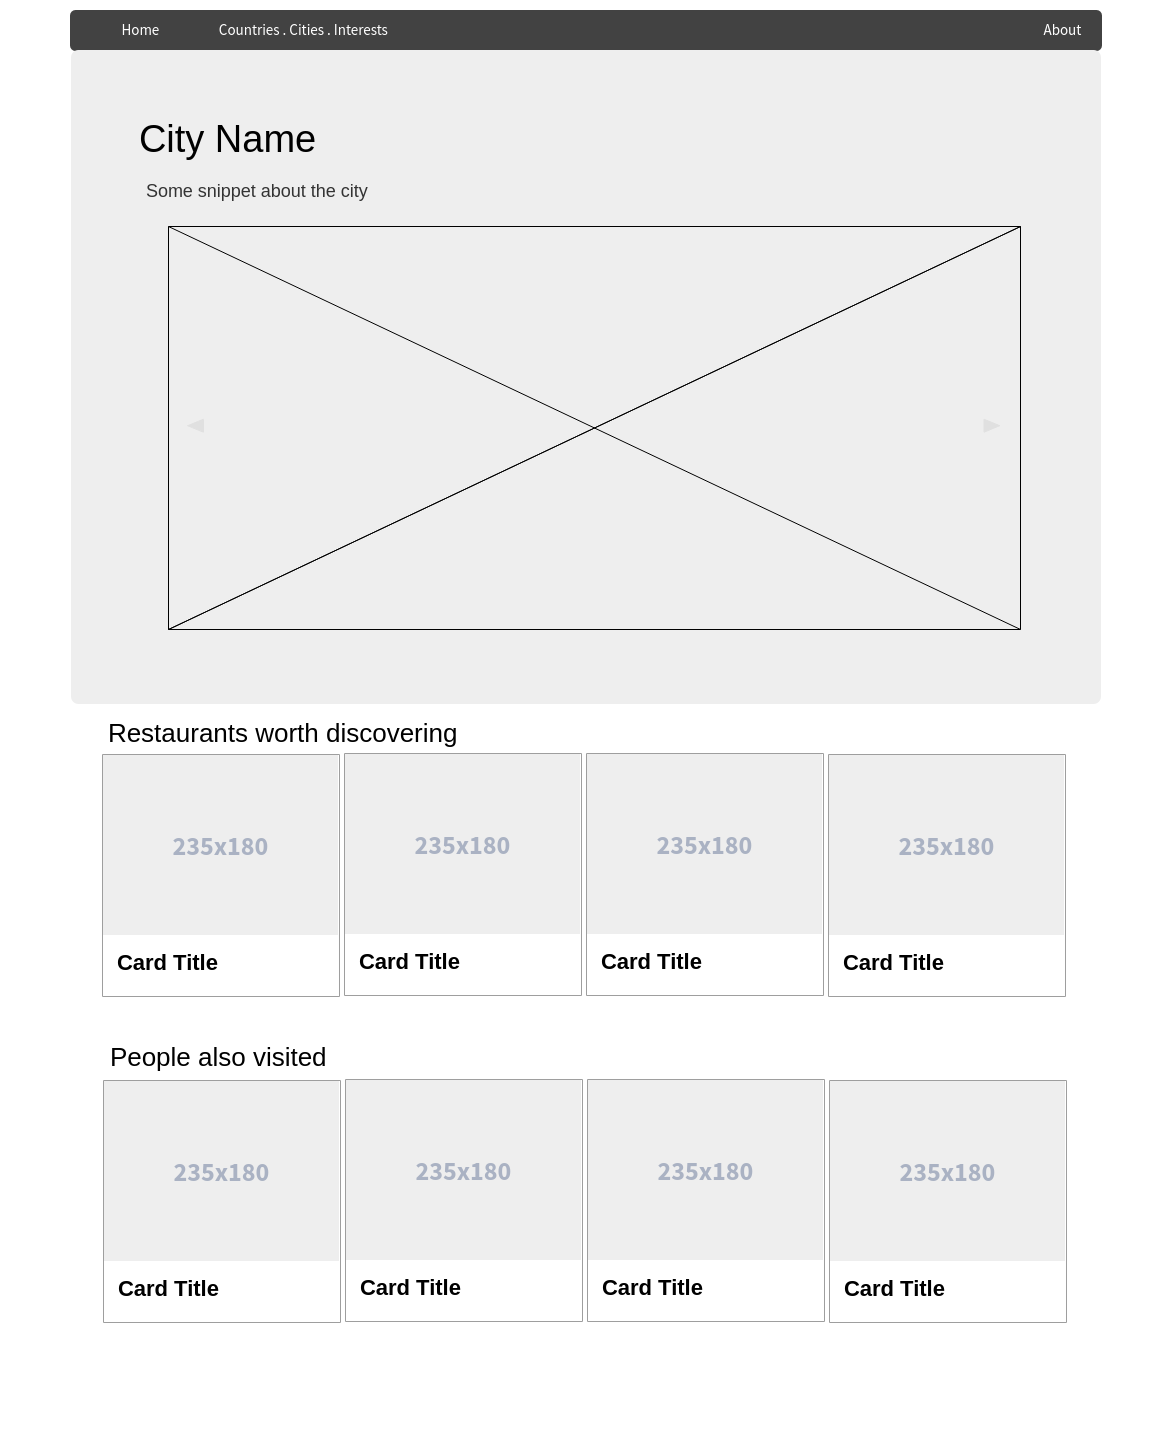 Home Countries . Cities . Interests About
City Name
Some snippet about the city
Restaurants worth discovering
235x180 235x180 235x180 235x180
Card Title Card Title Card Title Card Title
People also visited
235x180 235x180 235x180 235x180
Card Title Card Title Card Title Card Title